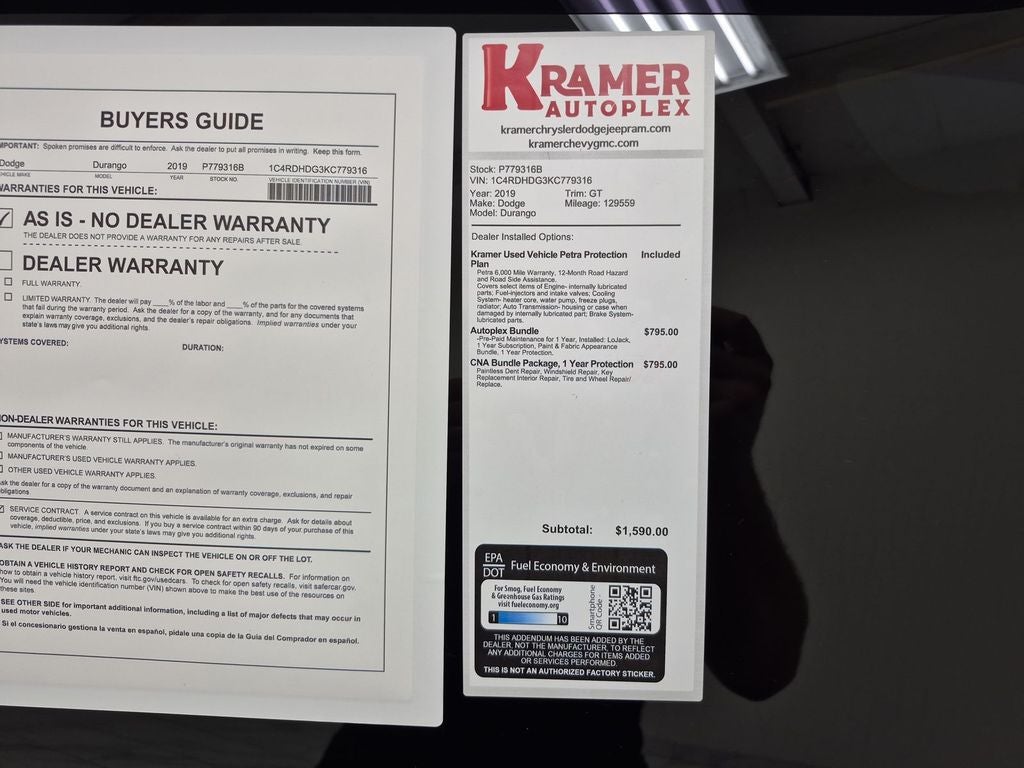 BUYERS GUIDE
IMPORTANT: Spoken promises are difficult to enforce. Ask the dealer to put all promises in writing. Keep this form.
Dodge Durango 2019 P779316B 1C4RDHDG3KC779316
VEHICLE MAKE MODEL YEAR STOCK NO. VEHICLE IDENTIFICATION NUMBER (VIN)
WARRANTIES FOR THIS VEHICLE:
AS IS - NO DEALER WARRANTY
THE DEALER DOES NOT PROVIDE A WARRANTY FOR ANY REPAIRS AFTER SALE.
DEALER WARRANTY
FULL WARRANTY.
LIMITED WARRANTY. The dealer will pay ____% of the labor and ____% of the parts for the covered systems
that fail during the warranty period. Ask the dealer for a copy of the warranty, and for any documents that
explain warranty coverage, exclusions, and the dealer's repair obligations. Implied warranties under your
state's laws may give you additional rights.
SYSTEMS COVERED: DURATION:
NON-DEALER WARRANTIES FOR THIS VEHICLE:
MANUFACTURER'S WARRANTY STILL APPLIES. The manufacturer's original warranty has not expired on some
components of the vehicle.
MANUFACTURER'S USED VEHICLE WARRANTY APPLIES.
OTHER USED VEHICLE WARRANTY APPLIES.
Ask the dealer for a copy of the warranty document and an explanation of warranty coverage, exclusions, and repair
obligations.
SERVICE CONTRACT. A service contract on this vehicle is available for an extra charge. Ask for details about
coverage, deductible, price, and exclusions. If you buy a service contract within 90 days of your purchase of this
vehicle, implied warranties under your state's laws may give you additional rights.
ASK THE DEALER IF YOUR MECHANIC CAN INSPECT THE VEHICLE ON OR OFF THE LOT.
OBTAIN A VEHICLE HISTORY REPORT AND CHECK FOR OPEN SAFETY RECALLS. For information on
how to obtain a vehicle history report, visit ftc.gov/usedcars. To check for open safety recalls, visit safercar.gov.
You will need the vehicle identification number (VIN) shown above to make the best use of the resources on
these sites.
SEE OTHER SIDE for important additional information, including a list of major defects that may occur in
used motor vehicles.
Si el concesionario gestiona la venta en español, pídale una copia de la Guía del Comprador en español.
KRAMER
AUTOPLEX
kramerchryslerdodgejeepram.com
kramerchevygmc.com
Stock: P779316B
VIN: 1C4RDHDG3KC779316
Year: 2019 Trim: GT
Make: Dodge Mileage: 129559
Model: Durango
Dealer Installed Options:
Kramer Used Vehicle Petra Protection Included
Plan
Petra 6,000 Mile Warranty, 12-Month Road Hazard
and Road Side Assistance.
Covers select items of Engine- internally lubricated
parts; Fuel-injectors and intake valves; Cooling
System- heater core, water pump, freeze plugs,
radiator; Auto Transmission- housing or case when
damaged by internally lubricated part; Brake System-
lubricated parts.
Autoplex Bundle $795.00
-Pre-Paid Maintenance for 1 Year, Installed: LoJack,
1 Year Subscription, Paint & Fabric Appearance
Bundle, 1 Year Protection.
CNA Bundle Package, 1 Year Protection $795.00
Paintless Dent Repair, Windshield Repair, Key
Replacement Interior Repair, Tire and Wheel Repair/
Replace.
Subtotal: $1,590.00
EPA
DOT Fuel Economy & Environment
For Smog, Fuel Economy
& Greenhouse Gas Ratings
visit fueleconomy.org
1 10
Smartphone
QR Code
THIS ADDENDUM HAS BEEN ADDED BY THE
DEALER, NOT THE MANUFACTURER, TO REFLECT
ANY ADDITIONAL CHARGES FOR ITEMS ADDED
OR SERVICES PERFORMED.
THIS IS NOT AN AUTHORIZED FACTORY STICKER.